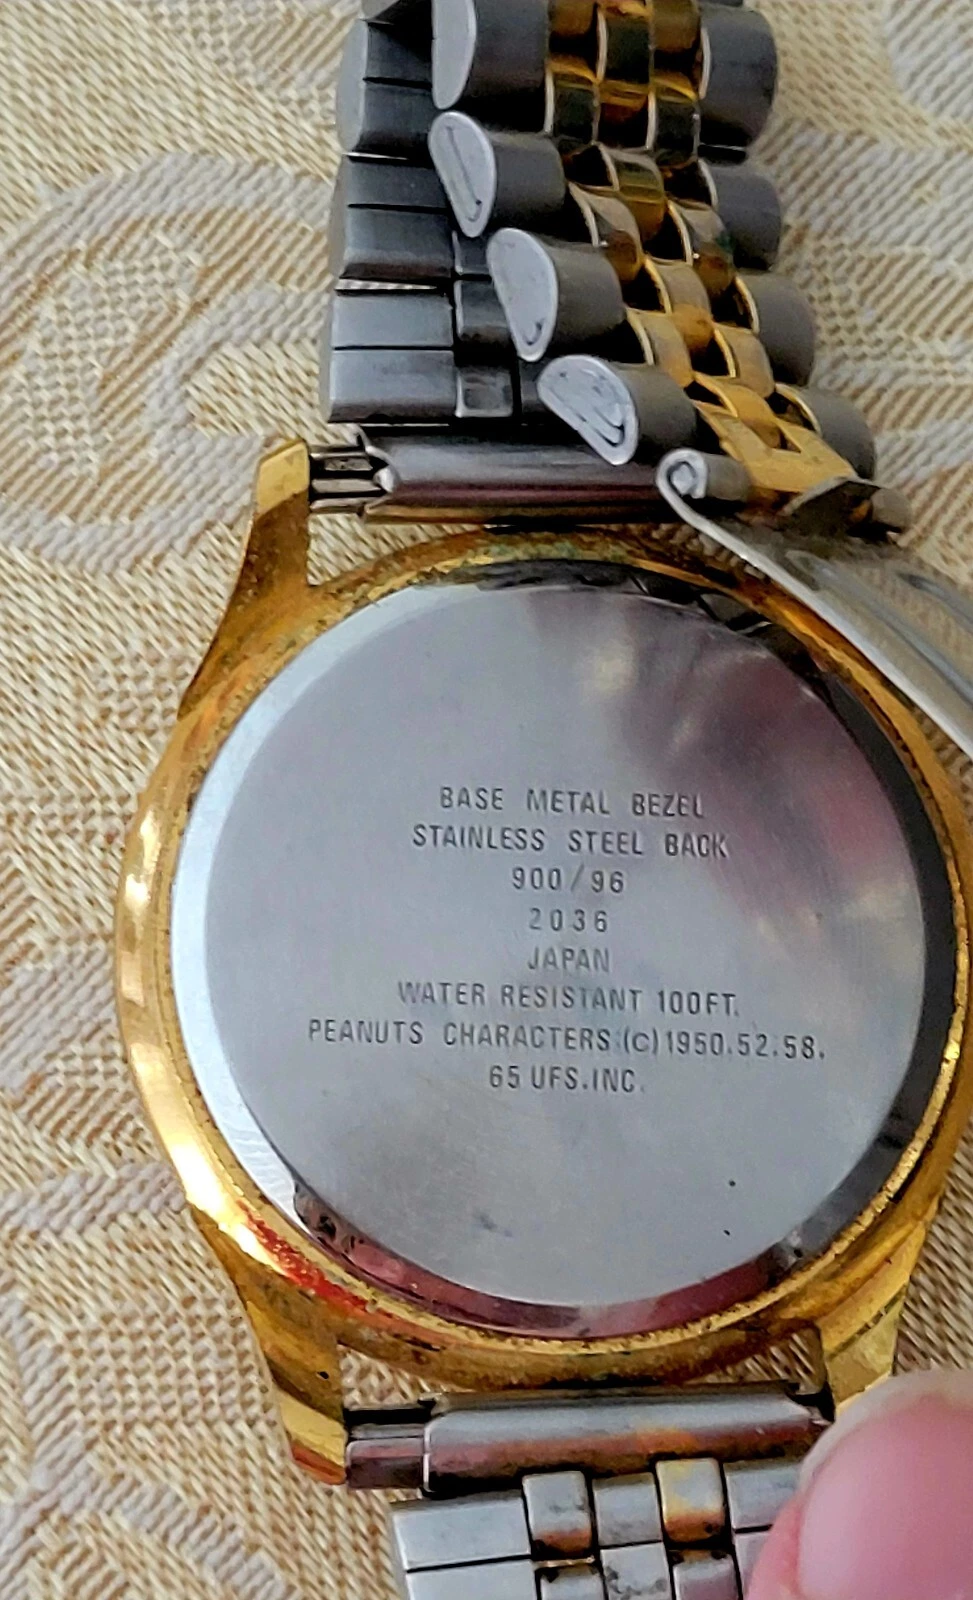 BASE METAL BEZEL
STAINLESS STEEL BACK
900/96
2036
JAPAN
WATER RESISTANT 100FT.
PEANUTS CHARACTERS:(c)1950.52.58.
65 UFS.INC.